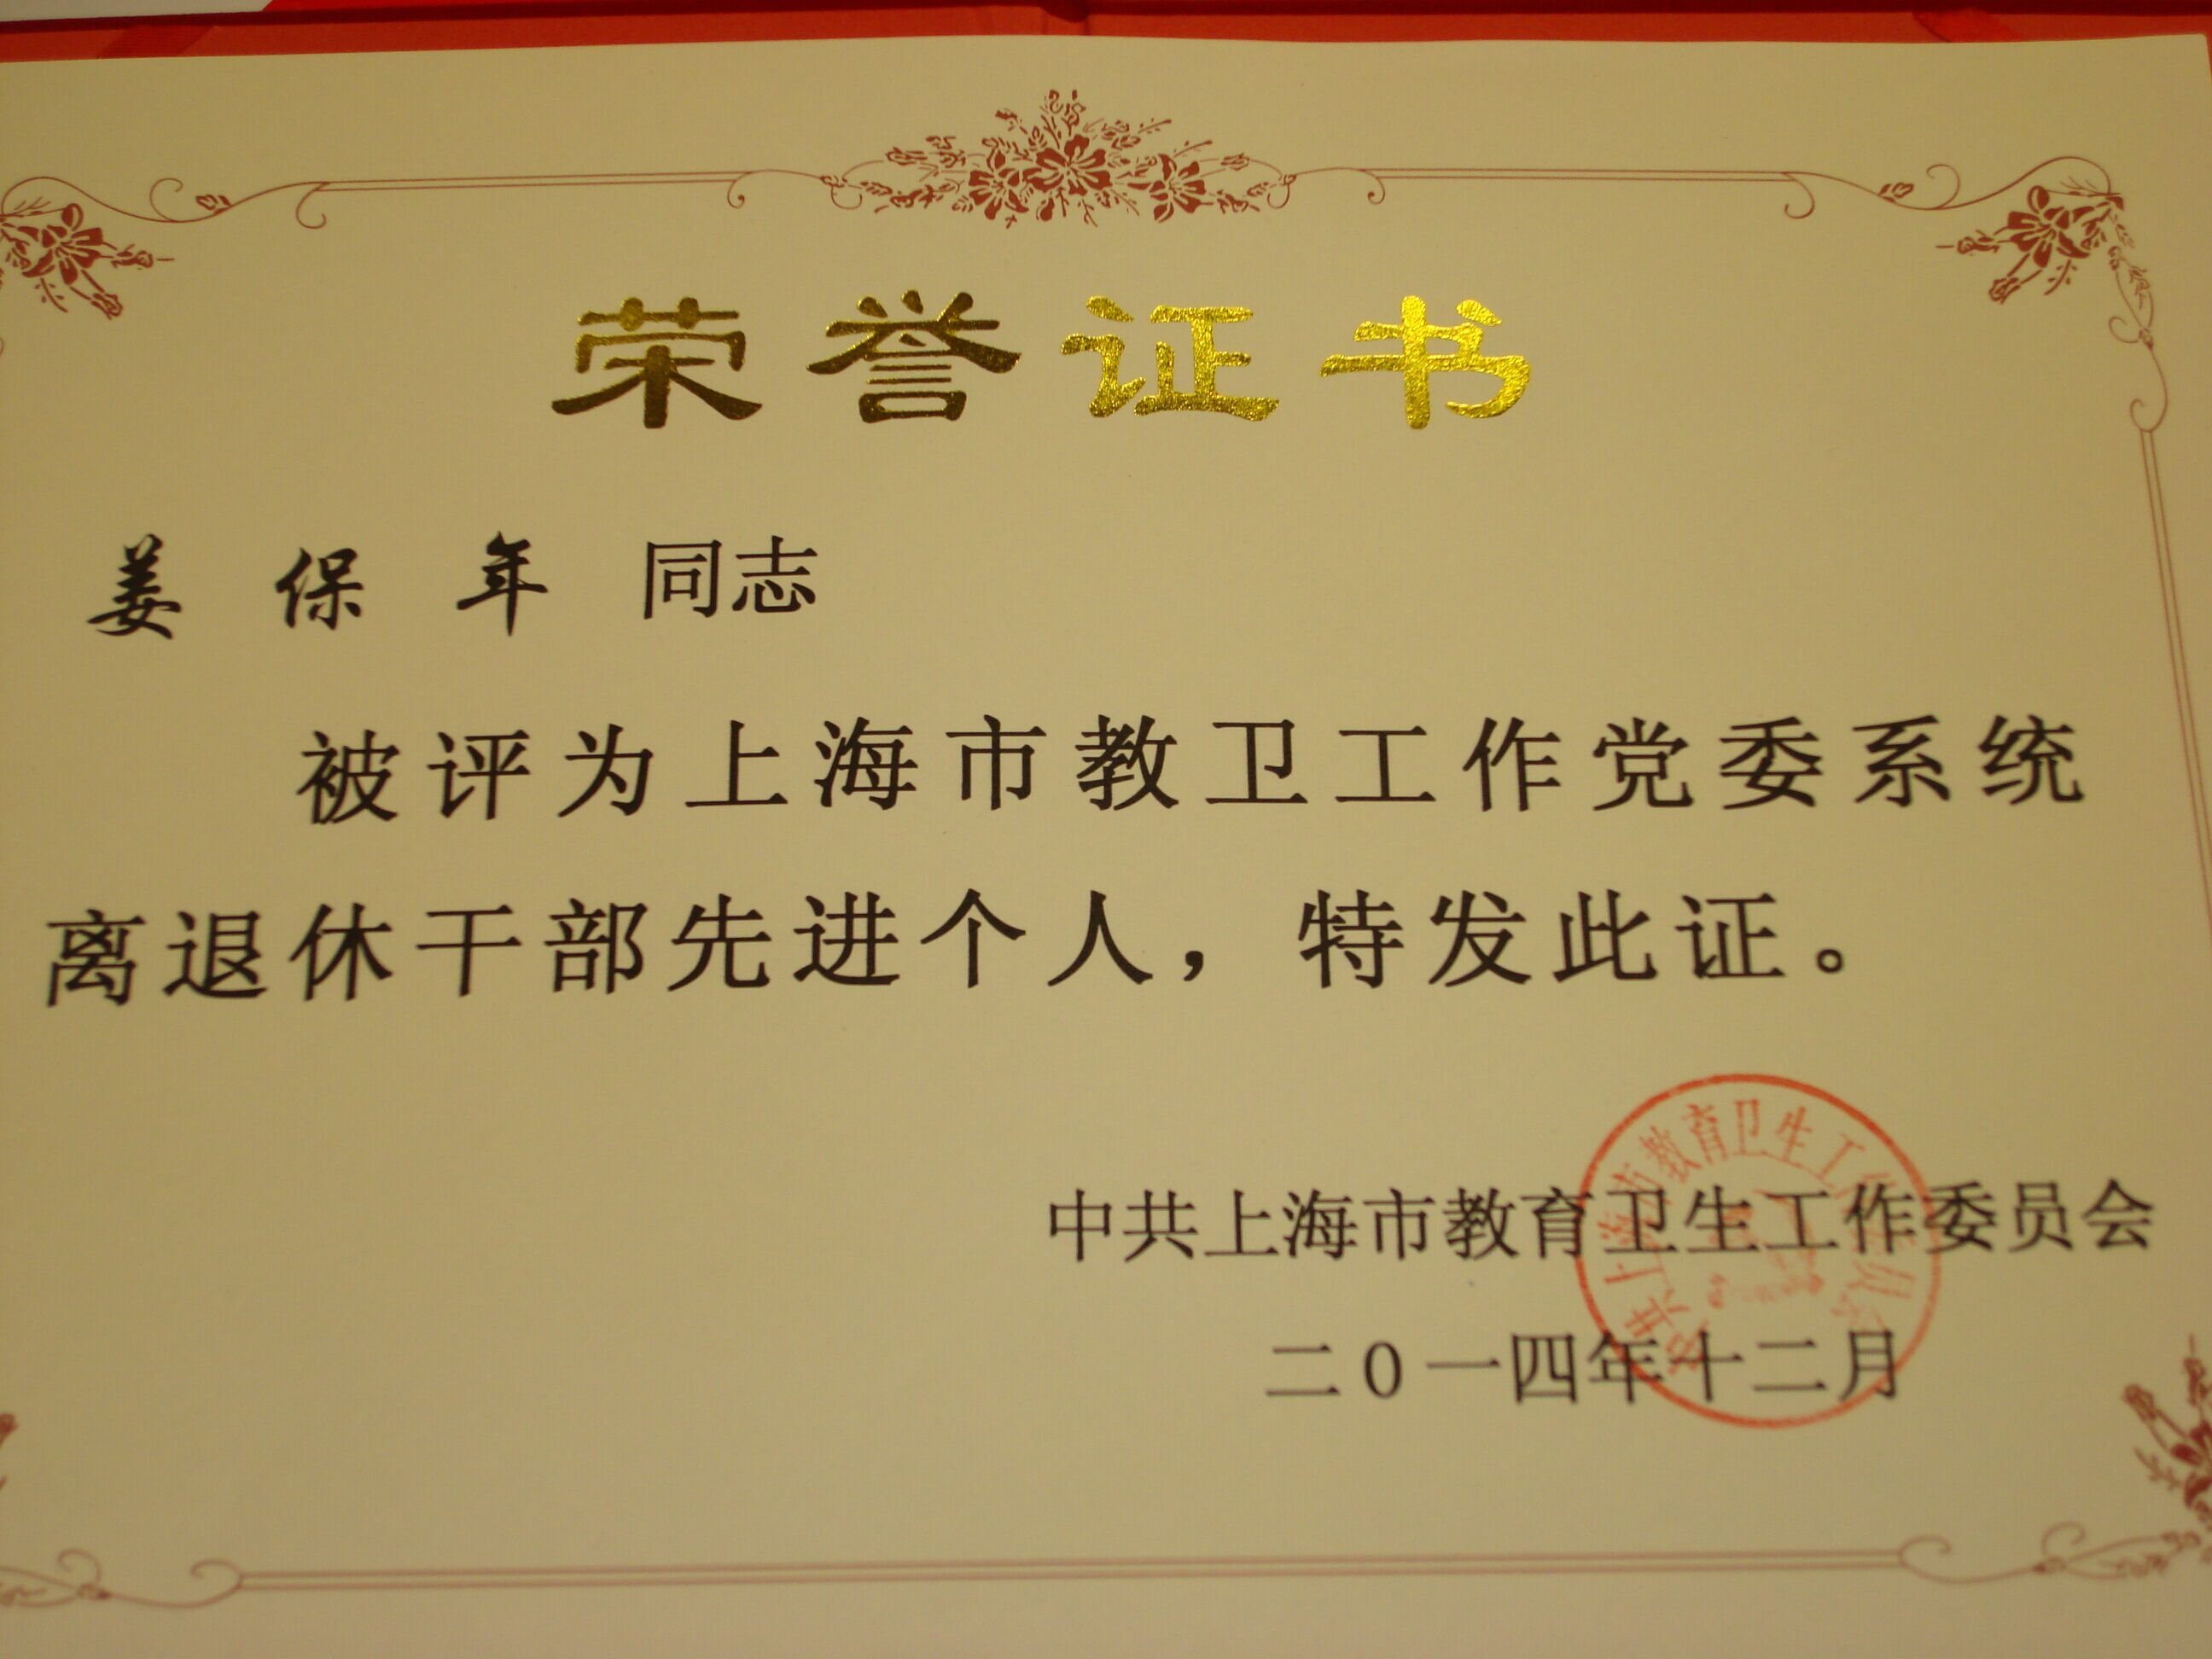 荣誉证书
姜保年 同志
被评为上海市教卫工作党委系统
离退休干部先进个人，特发此证。
中共上海市教育卫生工作委员会
二0一四年十二月